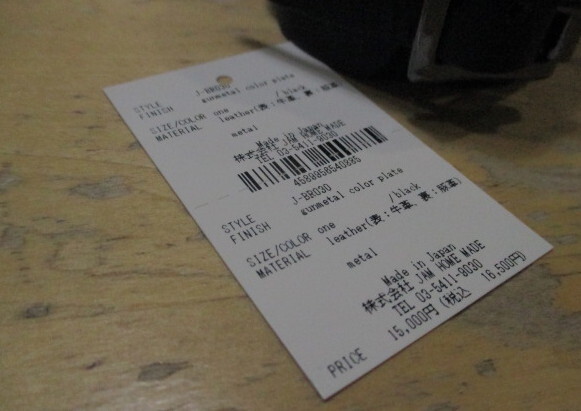 STYLE J-BR030
FINISH gunmetal color plate
SIZE/COLOR one /black
MATERIAL leather(表:牛革、裏:豚革)
metal
Made in Japan
株式会社 JAM HOME MADE
TEL 03-5411-8030
4589958540885
STYLE J-BR030
FINISH gunmetal color plate
SIZE/COLOR one /black
MATERIAL leather(表:牛革、裏:豚革)
metal
Made in Japan
株式会社 JAM HOME MADE
TEL 03-5411-8030
PRICE 15,000円 (税込 16,500円)